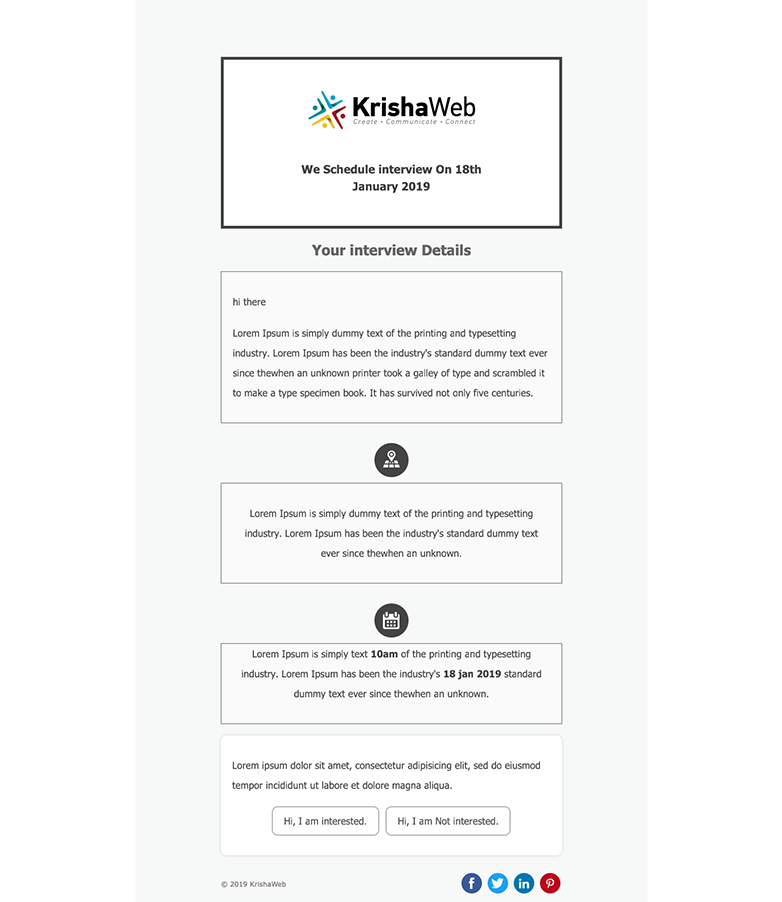 KrishaWeb
Create • Communicate • Connect
We Schedule interview On 18th
January 2019
Your interview Details
hi there
Lorem Ipsum is simply dummy text of the printing and typesetting
industry. Lorem Ipsum has been the industry's standard dummy text ever
since thewhen an unknown printer took a galley of type and scrambled it
to make a type specimen book. It has survived not only five centuries.
Lorem Ipsum is simply dummy text of the printing and typesetting
industry. Lorem Ipsum has been the industry's standard dummy text
ever since thewhen an unknown.
Lorem Ipsum is simply text 10am of the printing and typesetting
industry. Lorem Ipsum has been the industry's 18 jan 2019 standard
dummy text ever since thewhen an unknown.
Lorem ipsum dolor sit amet, consectetur adipisicing elit, sed do eiusmod
tempor incididunt ut labore et dolore magna aliqua.
Hi, I am interested. Hi, I am Not interested.
© 2019 KrishaWeb